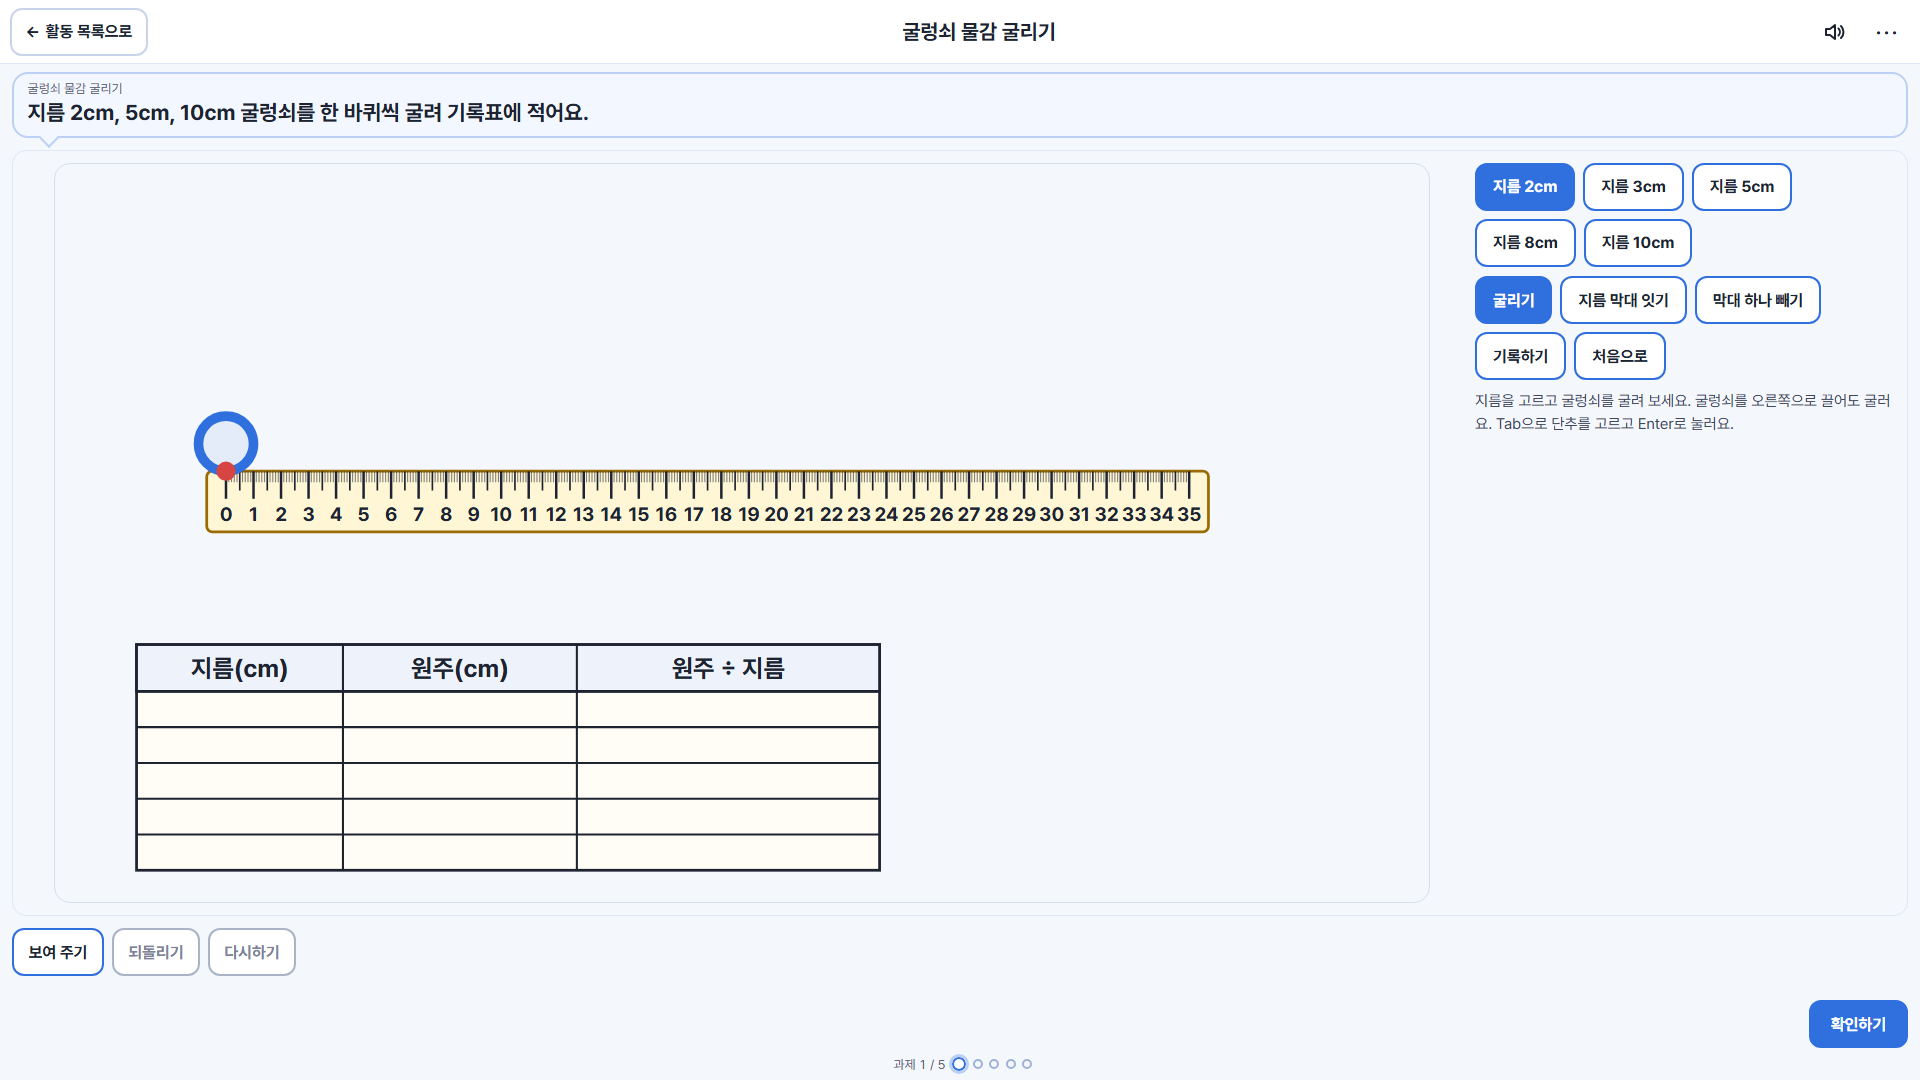 ← 활동 목록으로
굴렁쇠 물감 굴리기
굴렁쇠 물감 굴리기
지름 2cm, 5cm, 10cm 굴렁쇠를 한 바퀴씩 굴려 기록표에 적어요.
지름 2cm 지름 3cm 지름 5cm
지름 8cm 지름 10cm
굴리기 지름 막대 잇기 막대 하나 빼기
기록하기 처음으로
지름을 고르고 굴렁쇠를 굴려 보세요. 굴렁쇠를 오른쪽으로 끌어도 굴러
요. Tab으로 단추를 고르고 Enter로 눌러요.
0 1 2 3 4 5 6 7 8 9 10 11 12 13 14 15 16 17 18 19 20 21 22 23 24 25 26 27 28 29 30 31 32 33 34 35
지름(cm) 원주(cm) 원주 ÷ 지름
보여 주기 되돌리기 다시하기
확인하기
과제 1 / 5